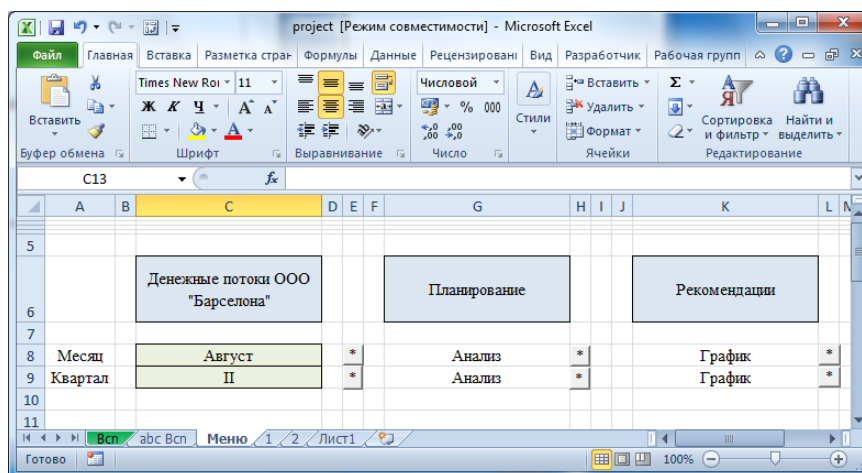 project [Режим совместимости] - Microsoft Excel
Файл Главная Вставка Разметка стран Формулы Данные Рецензировані Вид Разработчик Рабочая групп
Times New Roi 11 Числовой Вставить Σ
Ж К Ч A A % 000 Удалить
Вставить Стили Формат Сортировка и фильтр Найти и выделить
Буфер обмена Шрифт Выравнивание Число Ячейки Редактирование
C13 fx
A B C D E F G H I J K L M
5
6 Денежные потоки ООО "Барселона" Планирование Рекомендации
7
8 Месяц Август * Анализ * График *
9 Квартал II * Анализ * График *
10
11
Всп abc Всп Меню 1 2 Лист1
Готово 100%